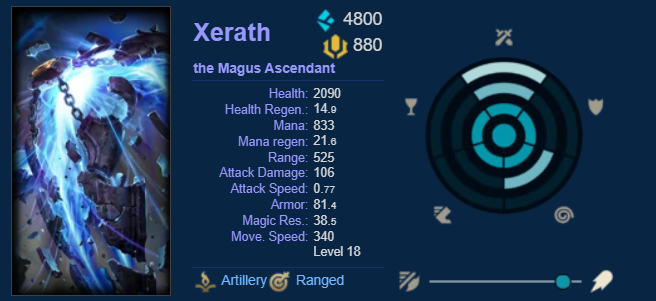 Xerath
4800
880
the Magus Ascendant
Health: 2090
Health Regen.: 14.9
Mana: 833
Mana regen: 21.6
Range: 525
Attack Damage: 106
Attack Speed: 0.77
Armor: 81.4
Magic Res.: 38.5
Move. Speed: 340
Level 18
Artillery Ranged